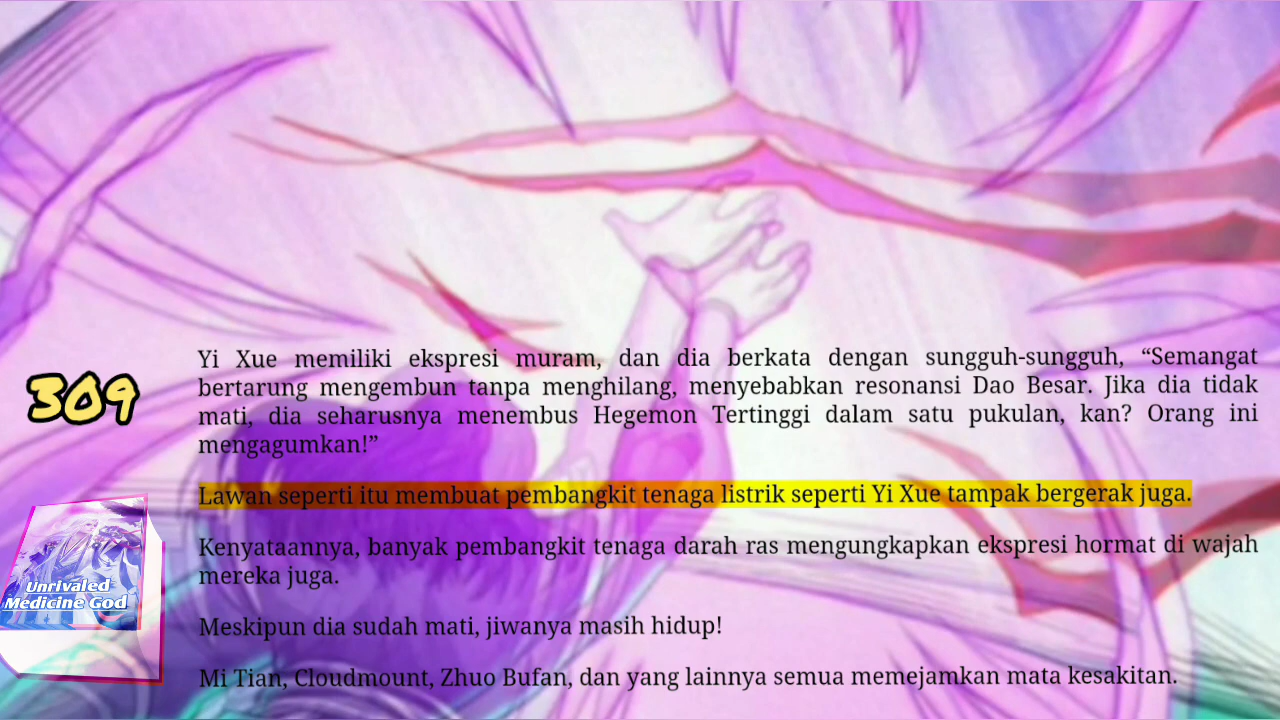 Yi Xue memiliki ekspresi muram, dan dia berkata dengan sungguh-sungguh, “Semangat
bertarung mengembun tanpa menghilang, menyebabkan resonansi Dao Besar. Jika dia tidak
mati, dia seharusnya menembus Hegemon Tertinggi dalam satu pukulan, kan? Orang ini
mengagumkan!”
309
Lawan seperti itu membuat pembangkit tenaga listrik seperti Yi Xue tampak bergerak juga.
Kenyataannya, banyak pembangkit tenaga darah ras mengungkapkan ekspresi hormat di wajah
mereka juga.
Unrivaled
Medicine God
Meskipun dia sudah mati, jiwanya masih hidup!
Mi Tian, Cloudmount, Zhuo Bufan, dan yang lainnya semua memejamkan mata kesakitan.